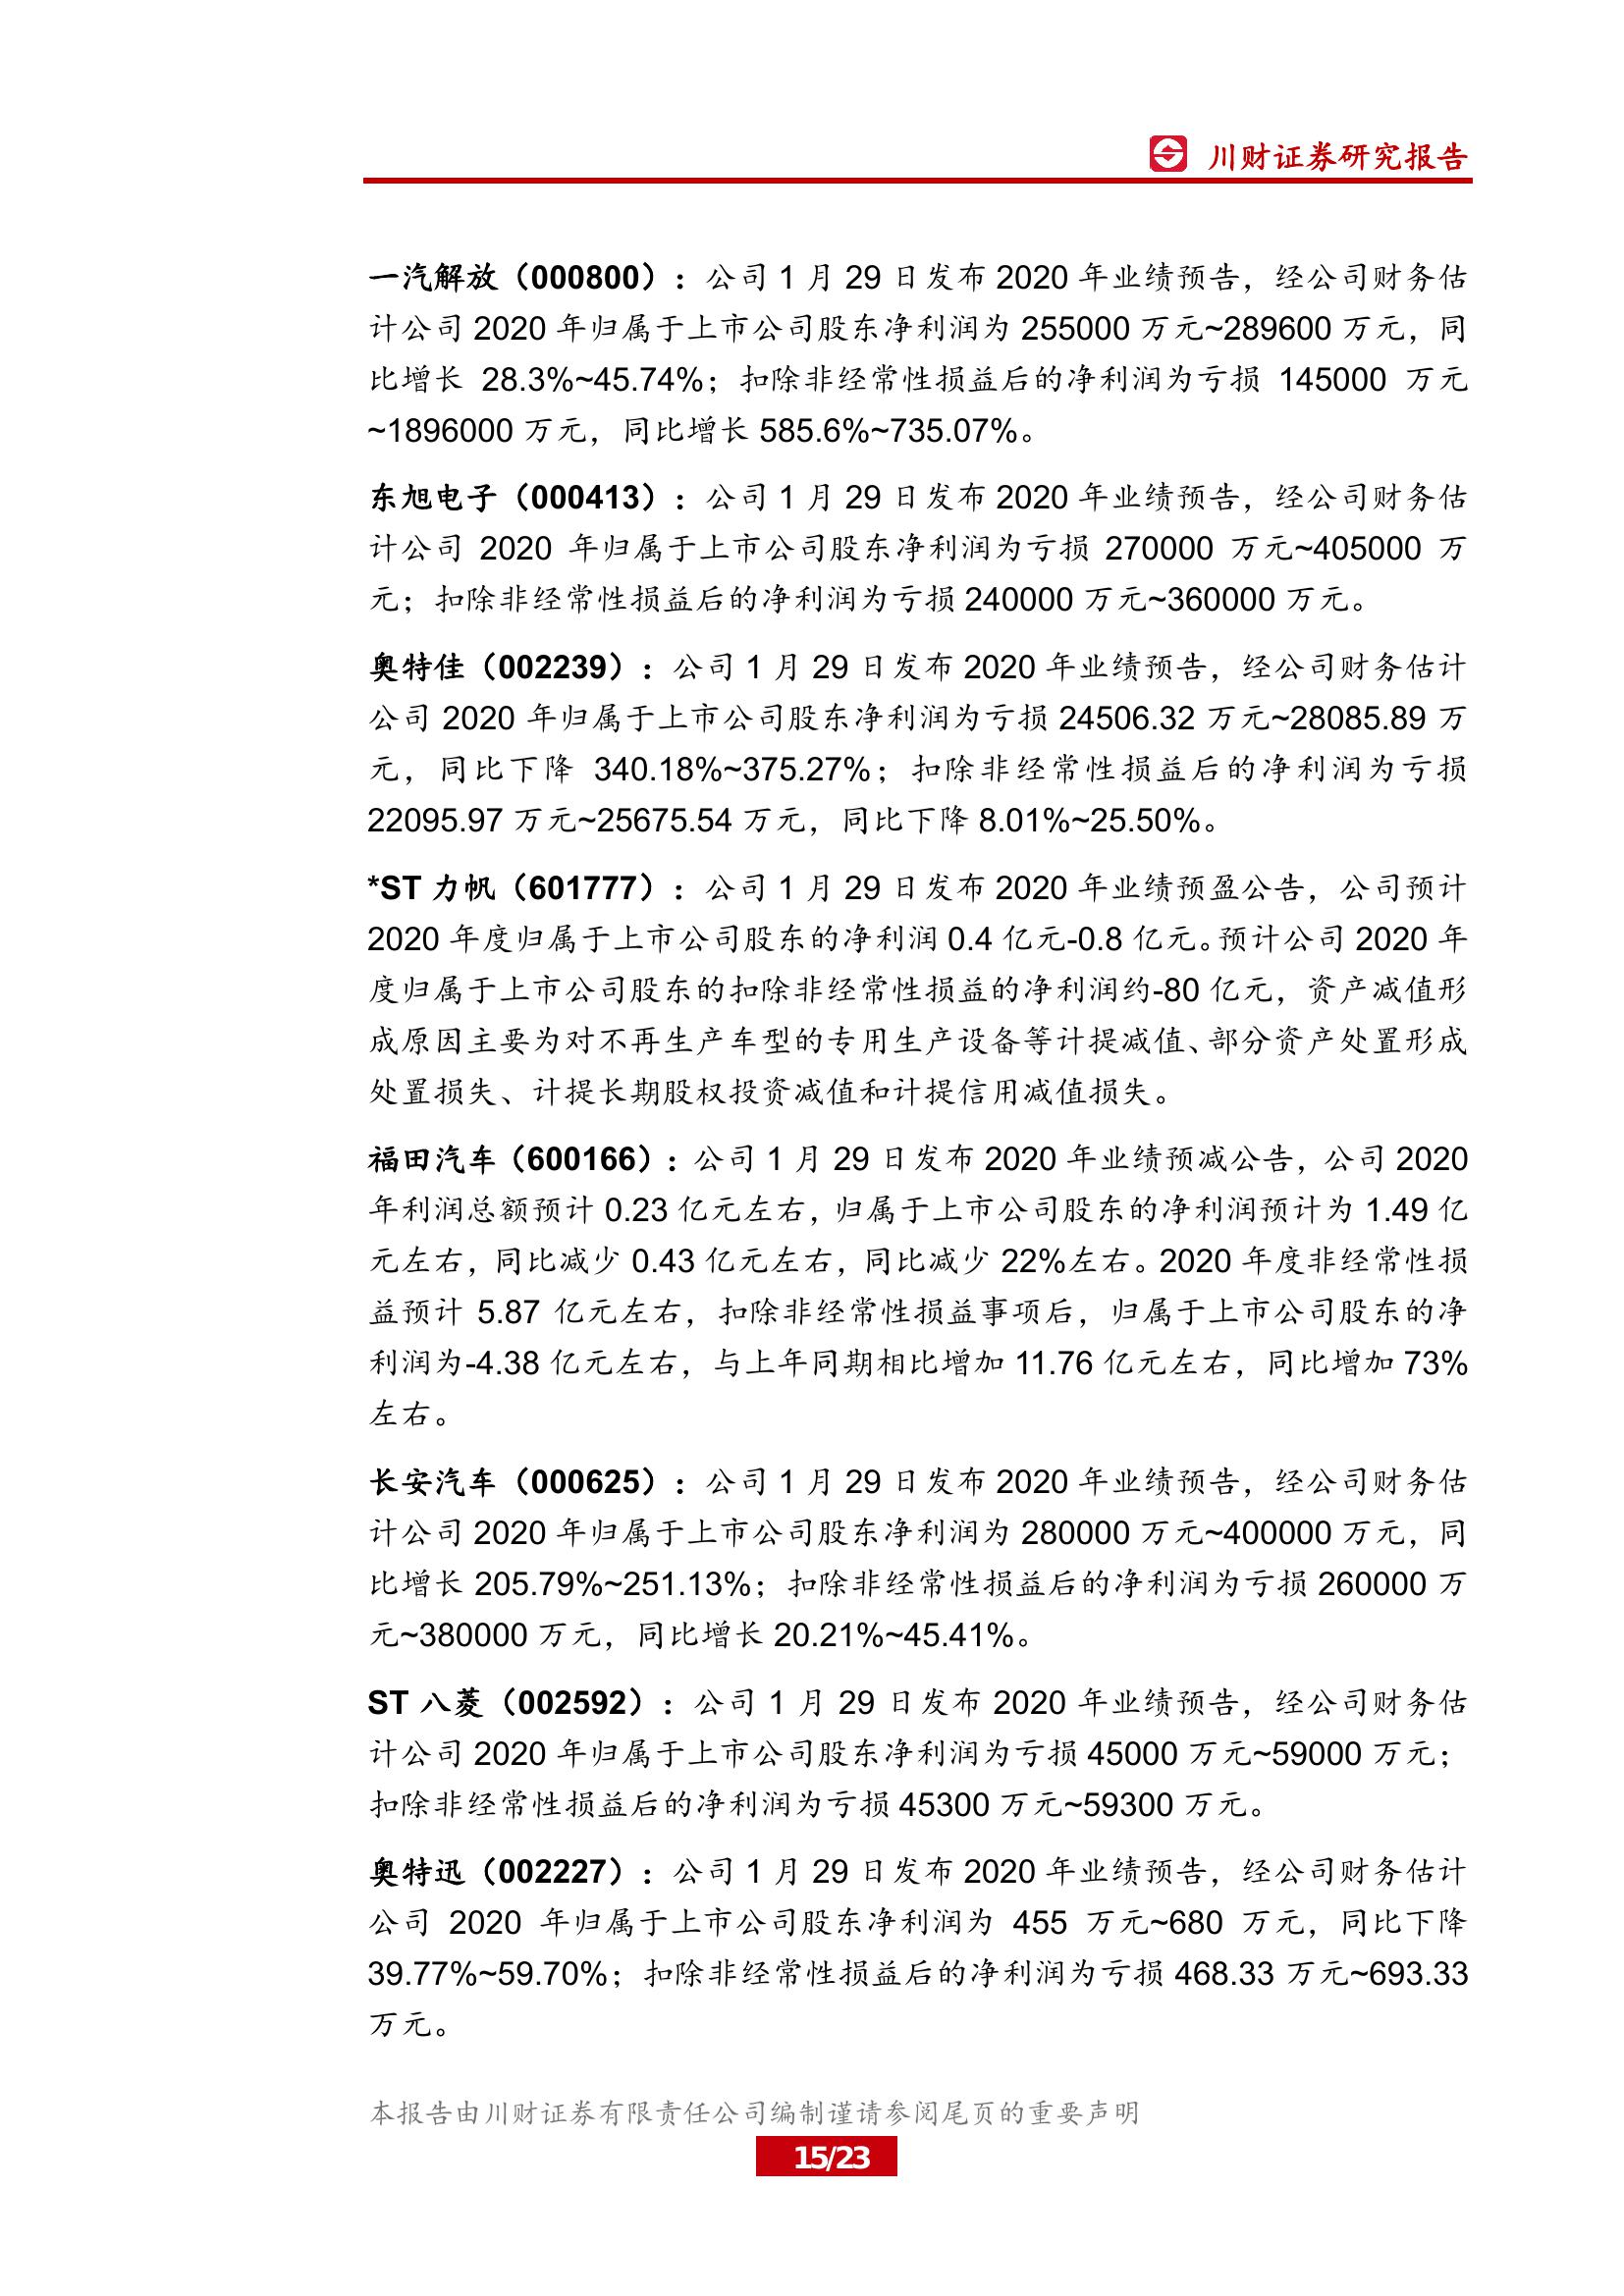 川财证券研究报告
一汽解放（000800）：公司 1 月 29 日发布 2020 年业绩预告，经公司财务估
计公司 2020 年归属于上市公司股东净利润为 255000 万元~289600 万元，同
比增长 28.3%~45.74%；扣除非经常性损益后的净利润为亏损 145000 万元
~1896000 万元，同比增长 585.6%~735.07%。
东旭电子（000413）：公司 1 月 29 日发布 2020 年业绩预告，经公司财务估
计公司 2020 年归属于上市公司股东净利润为亏损 270000 万元~405000 万
元；扣除非经常性损益后的净利润为亏损 240000 万元~360000 万元。
奥特佳（002239）：公司 1 月 29 日发布 2020 年业绩预告，经公司财务估计
公司 2020 年归属于上市公司股东净利润为亏损 24506.32 万元~28085.89 万
元，同比下降 340.18%~375.27%；扣除非经常性损益后的净利润为亏损
22095.97 万元~25675.54 万元，同比下降 8.01%~25.50%。
*ST 力帆（601777）：公司 1 月 29 日发布 2020 年业绩预盈公告，公司预计
2020 年度归属于上市公司股东的净利润 0.4 亿元-0.8 亿元。预计公司 2020 年
度归属于上市公司股东的扣除非经常性损益的净利润约-80 亿元，资产减值形
成原因主要为对不再生产车型的专用生产设备等计提减值、部分资产处置形成
处置损失、计提长期股权投资减值和计提信用减值损失。
福田汽车（600166）：公司 1 月 29 日发布 2020 年业绩预减公告，公司 2020
年利润总额预计 0.23 亿元左右，归属于上市公司股东的净利润预计为 1.49 亿
元左右，同比减少 0.43 亿元左右，同比减少 22%左右。2020 年度非经常性损
益预计 5.87 亿元左右，扣除非经常性损益事项后，归属于上市公司股东的净
利润为-4.38 亿元左右，与上年同期相比增加 11.76 亿元左右，同比增加 73%
左右。
长安汽车（000625）：公司 1 月 29 日发布 2020 年业绩预告，经公司财务估
计公司 2020 年归属于上市公司股东净利润为 280000 万元~400000 万元，同
比增长 205.79%~251.13%；扣除非经常性损益后的净利润为亏损 260000 万
元~380000 万元，同比增长 20.21%~45.41%。
ST 八菱（002592）：公司 1 月 29 日发布 2020 年业绩预告，经公司财务估
计公司 2020 年归属于上市公司股东净利润为亏损 45000 万元~59000 万元；
扣除非经常性损益后的净利润为亏损 45300 万元~59300 万元。
奥特迅（002227）：公司 1 月 29 日发布 2020 年业绩预告，经公司财务估计
公司 2020 年归属于上市公司股东净利润为 455 万元~680 万元，同比下降
39.77%~59.70%；扣除非经常性损益后的净利润为亏损 468.33 万元~693.33
万元。
本报告由川财证券有限责任公司编制谨请参阅尾页的重要声明
15/23